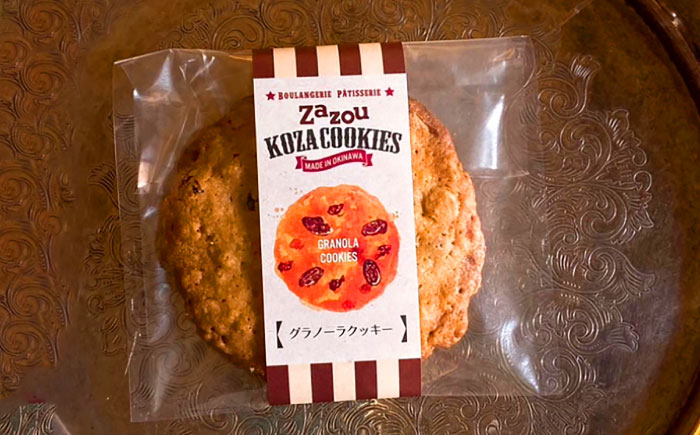 ★ BOULANGERIE PÂTISSERIE ★
Zazou
KOZA COOKIES
MADE IN OKINAWA
GRANOLA
COOKIES
【グラノーラクッキー】